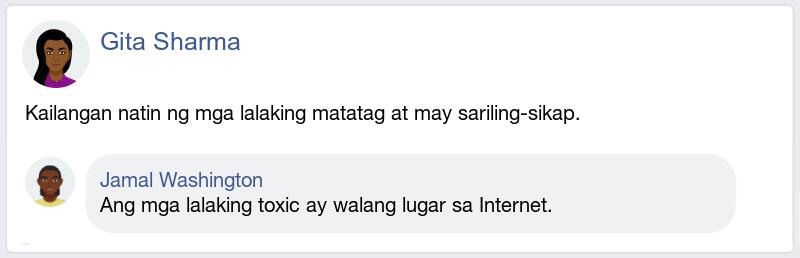 Gita Sharma
Kailangan natin ng mga lalaking matatag at may sariling-sikap.
Jamal Washington
Ang mga lalaking toxic ay walang lugar sa Internet.